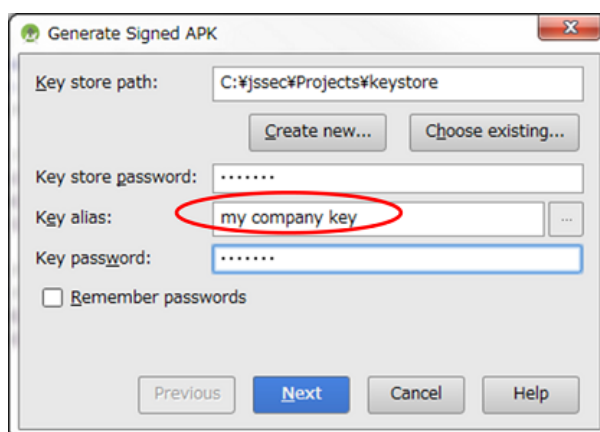 Generate Signed APK
Key store path: C:¥jssec¥Projects¥keystore
Create new... Choose existing...
Key store password: ·······
Key alias: my company key ...
Key password: ·······
Remember passwords
Previous Next Cancel Help